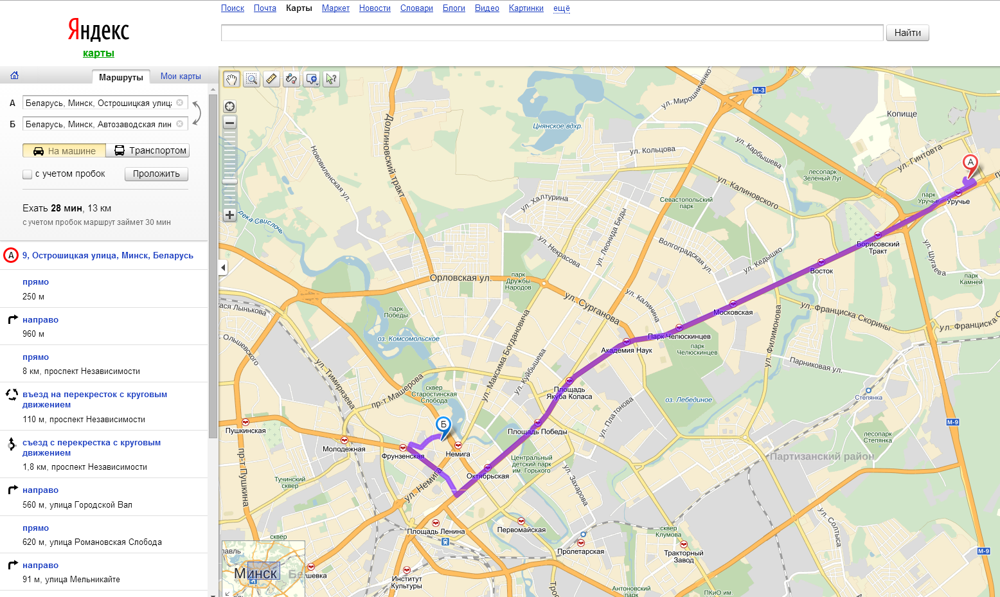 Поиск Почта Карты Маркет Новости Словари Блоги Видео Картинки ещё
Яндекс
карты
Найти
Маршруты
Мои карты
А
Беларусь, Минск, Острошицкая улица
Б
Беларусь, Минск, Автозаводская лин
На машине
Транспортом
с учетом пробок
Проложить
Ехать 28 мин, 13 км
с учетом пробок маршрут займет 30 мин
А
9, Острошицкая улица, Минск, Беларусь
прямо
250 м
направо
960 м
прямо
8 км, проспект Независимости
въезд на перекресток с круговым
движением
110 м, проспект Независимости
съезд с перекрестка с круговым
движением
1,8 км, проспект Независимости
направо
560 м, улица Городской Вал
прямо
620 м, улица Романовская Слобода
направо
91 м, улица Мельникайте
ул. Мирошниченко
М-3
Копище
Цнянское вдхр.
Долгиновский тракт
Нововиленская ул.
ул. Кольцова
ул. Карбышева
ул. Гинтовта
А
лесопарк
Зеленый Луг
ул. Калиновского
парк
Уручье
Уручье
ул. Халтурина
Севастопольский
парк
река Свислочь
ул. Леонида Беды
ул. Некрасова
Волгоградская ул.
ул. Кедышко
Борисовский
Тракт
ул. Шугаева
Восток
парк
Камней
Орловская ул.
парк
Дружбы
Народов
ул. Сурганова
ул. Калинина
Московская
ул. Франциска Скорины
ул. Филимонова
парк
Победы
оз. Комсомольское
Парк Челюскинцев
Академия Наук
парк
Челюскинцев
ул. Максима Богдановича
ул. Куйбышева
ул. Тимирязева
пр-т Машерова
Парниковая ул.
сквер
Старостинская
Слобода
Площадь
Якуба Коласа
оз. Лебединое
Степянка
ул. Платонова
Б
Пушкинская
Площадь Победы
М-9
Молодежная
Фрунзенская
Немига
лесопарк
Степянка
Центральный
детский парк
им. Горького
Партизанский район
Октябрьская
пр-т Пушкина
Тучинский
сквер
ул. Немига
ул. Захарова
Площадь Ленина
Первомайская
сквер
Клумова
ул. Солтыса
сквер
Пролетарская
Тракторный
Завод
М-9
Минск
Институт
Культуры
Антоновский
парк
ПКиО им.